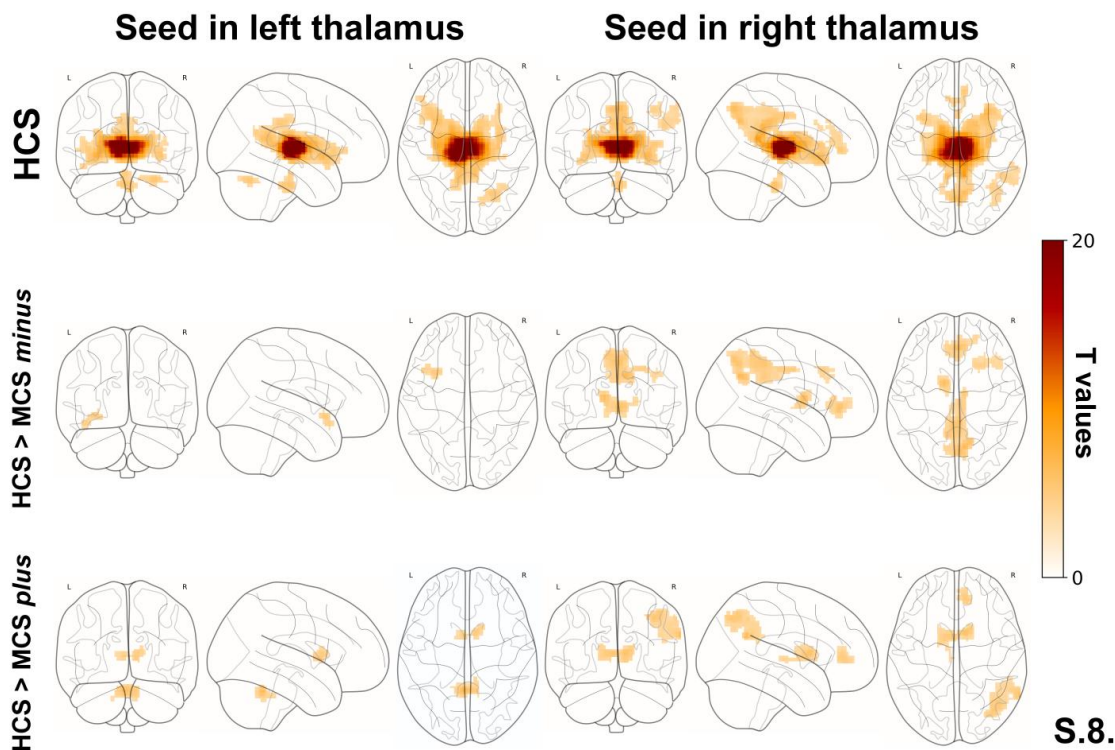 Seed in left thalamus
Seed in right thalamus
HCS
L R
L R
L R
L R
HCS > MCS minus
L R
L R
L R
L R
20
T values
0
HCS > MCS plus
L R
L R
L R
L R
S.8.